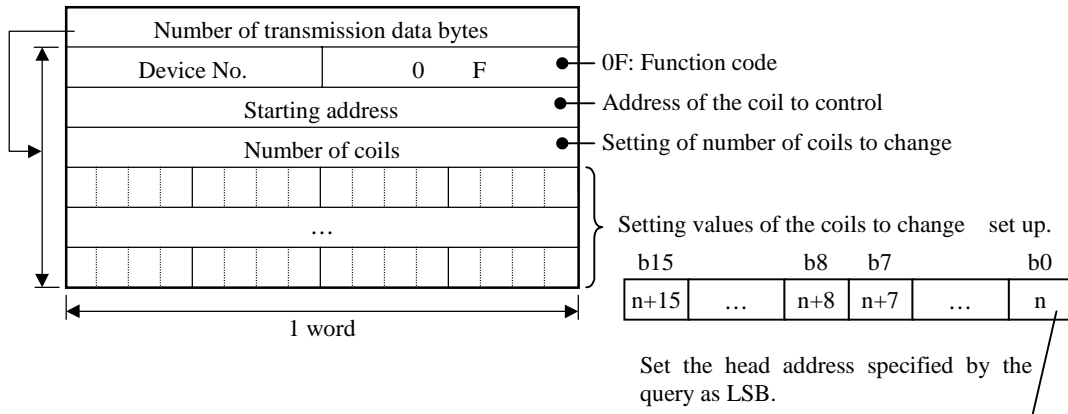 Number of transmission data bytes
Device No. 0 F
0F: Function code
Starting address
Address of the coil to control
Number of coils
Setting of number of coils to change
…
Setting values of the coils to change set up.
b15 b8 b7 b0
n+15 … n+8 n+7 … n
1 word
Set the head address specified by the
query as LSB.